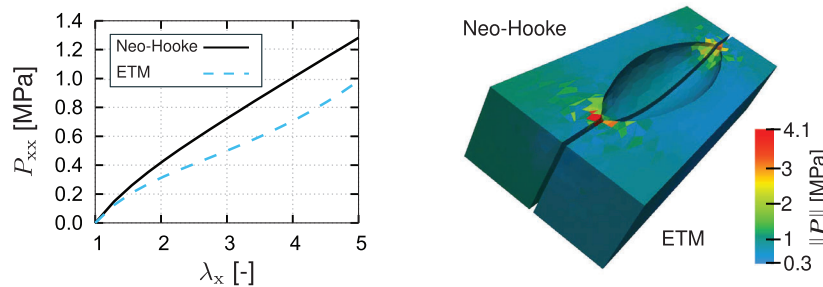 1.4
1.2
1.0
0.8
0.6
0.4
0.2
0.0
P_xx [MPa]
Neo-Hooke
ETM
1 2 3 4 5
λ_x [-]
Neo-Hooke
ETM
4.1
3
2
1
0.3
||P|| [MPa]